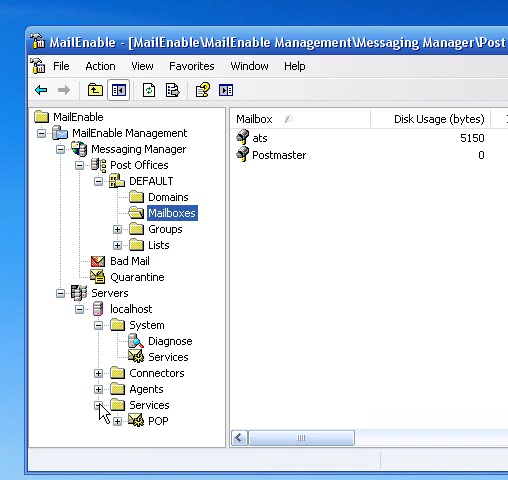 MailEnable - [MailEnable\MailEnable Management\Messaging Manager\Post
File Action View Favorites Window Help
MailEnable
MailEnable Management
Messaging Manager
Post Offices
DEFAULT
Domains
Mailboxes
Groups
Lists
Bad Mail
Quarantine
Servers
localhost
System
Diagnose
Services
Connectors
Agents
Services
POP
Mailbox Disk Usage (bytes)
ats 5150
Postmaster 0